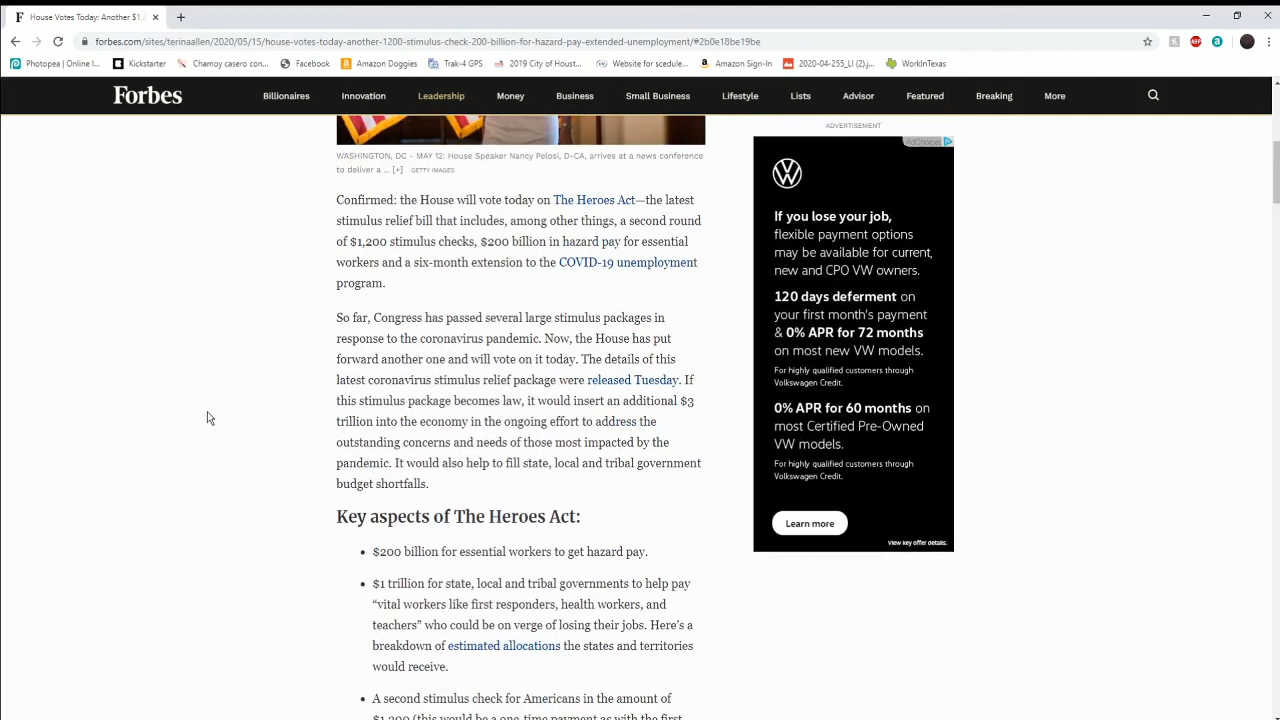 House Votes Today: Another $1,2
forbes.com/sites/terinaallen/2020/05/15/house-votes-today-another-1200-stimulus-check-200-billion-for-hazard-pay-extended-unemployment/#2b0e18be19be
Photopea | Online I... Kickstarter Chamoy casero con... Facebook Amazon Doggies Trak-4 GPS 2019 City of Houst... Website for scedule... Amazon Sign-In 2020-04-255_LI (2).j... WorkInTexas
Forbes Billionaires Innovation Leadership Money Business Small Business Lifestyle Lists Advisor Featured Breaking More
WASHINGTON, DC - MAY 12: House Speaker Nancy Pelosi, D-CA, arrives at a news conference
to deliver a ... [+] GETTY IMAGES
Confirmed: the House will vote today on The Heroes Act—the latest
stimulus relief bill that includes, among other things, a second round
of $1,200 stimulus checks, $200 billion in hazard pay for essential
workers and a six-month extension to the COVID-19 unemployment
program.
So far, Congress has passed several large stimulus packages in
response to the coronavirus pandemic. Now, the House has put
forward another one and will vote on it today. The details of this
latest coronavirus stimulus relief package were released Tuesday. If
this stimulus package becomes law, it would insert an additional $3
trillion into the economy in the ongoing effort to address the
outstanding concerns and needs of those most impacted by the
pandemic. It would also help to fill state, local and tribal government
budget shortfalls.
Key aspects of The Heroes Act:
• $200 billion for essential workers to get hazard pay.
• $1 trillion for state, local and tribal governments to help pay
“vital workers like first responders, health workers, and
teachers” who could be on verge of losing their jobs. Here’s a
breakdown of estimated allocations the states and territories
would receive.
• A second stimulus check for Americans in the amount of
$1,200 (this would be a one-time payment as with the first
ADVERTISEMENT
AdChoices
If you lose your job,
flexible payment options
may be available for current,
new and CPO VW owners.
120 days deferment on
your first month's payment
& 0% APR for 72 months
on most new VW models.
For highly qualified customers through
Volkswagen Credit.
0% APR for 60 months on
most Certified Pre-Owned
VW models.
For highly qualified customers through
Volkswagen Credit.
Learn more
View key offer details.